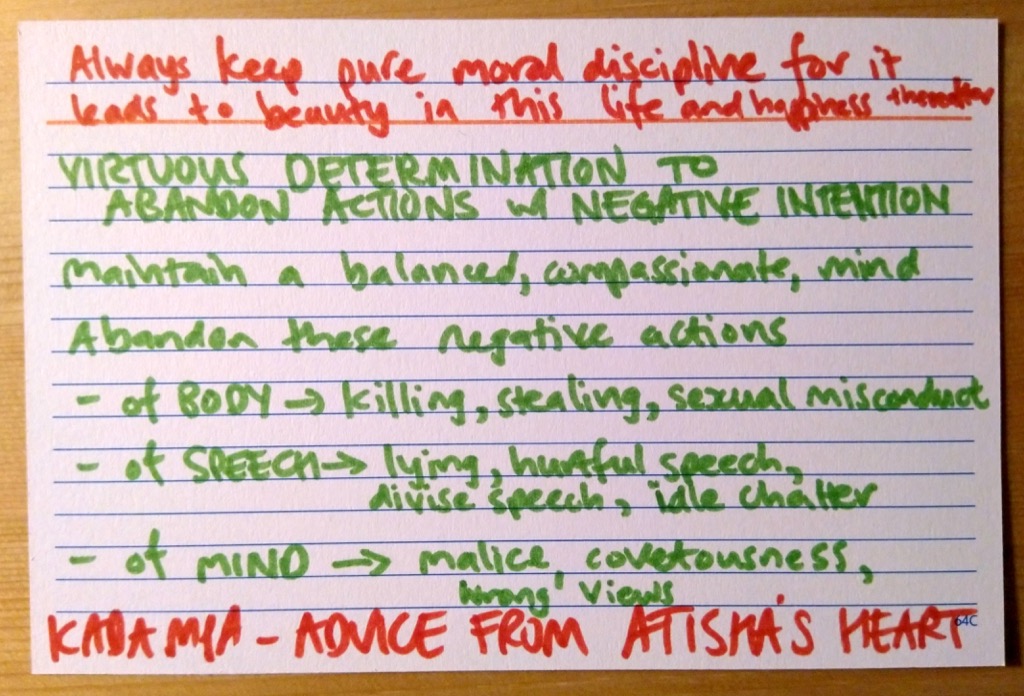 Always keep pure moral discipline for it
leads to beauty in this life and happiness thereafter
VIRTUOUS DETERMINATION TO
ABANDON ACTIONS w NEGATIVE INTENTION
Maintain a balanced, compassionate, mind
Abandon these negative actions
- of BODY → killing, stealing, sexual misconduct
- of SPEECH → lying, hurtful speech,
divise speech, idle chatter
- of MIND → malice, covetousness,
wrong views
KADAMPA - ADVICE FROM ATISHA'S HEART
64C